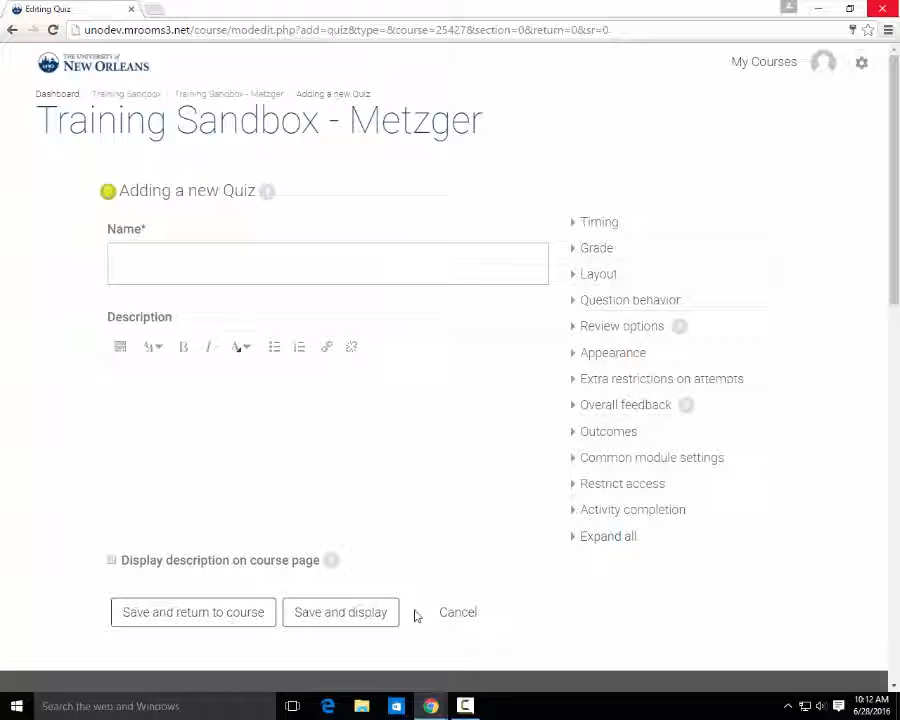 Editing Quiz
unodev.mrooms3.net/course/modedit.php?add=quiz&type=&course=25427&section=0&return=0&sr=0
THE UNIVERSITY of
NEW ORLEANS
My Courses
Dashboard Training Sandbox Training Sandbox - Metzger Adding a new Quiz
Training Sandbox - Metzger
Adding a new Quiz
Name*
Description
B I
Display description on course page
Save and return to course Save and display Cancel
Timing
Grade
Layout
Question behavior
Review options
Appearance
Extra restrictions on attempts
Overall feedback
Outcomes
Common module settings
Restrict access
Activity completion
Expand all
Search the web and Windows
10:12 AM
6/28/2016